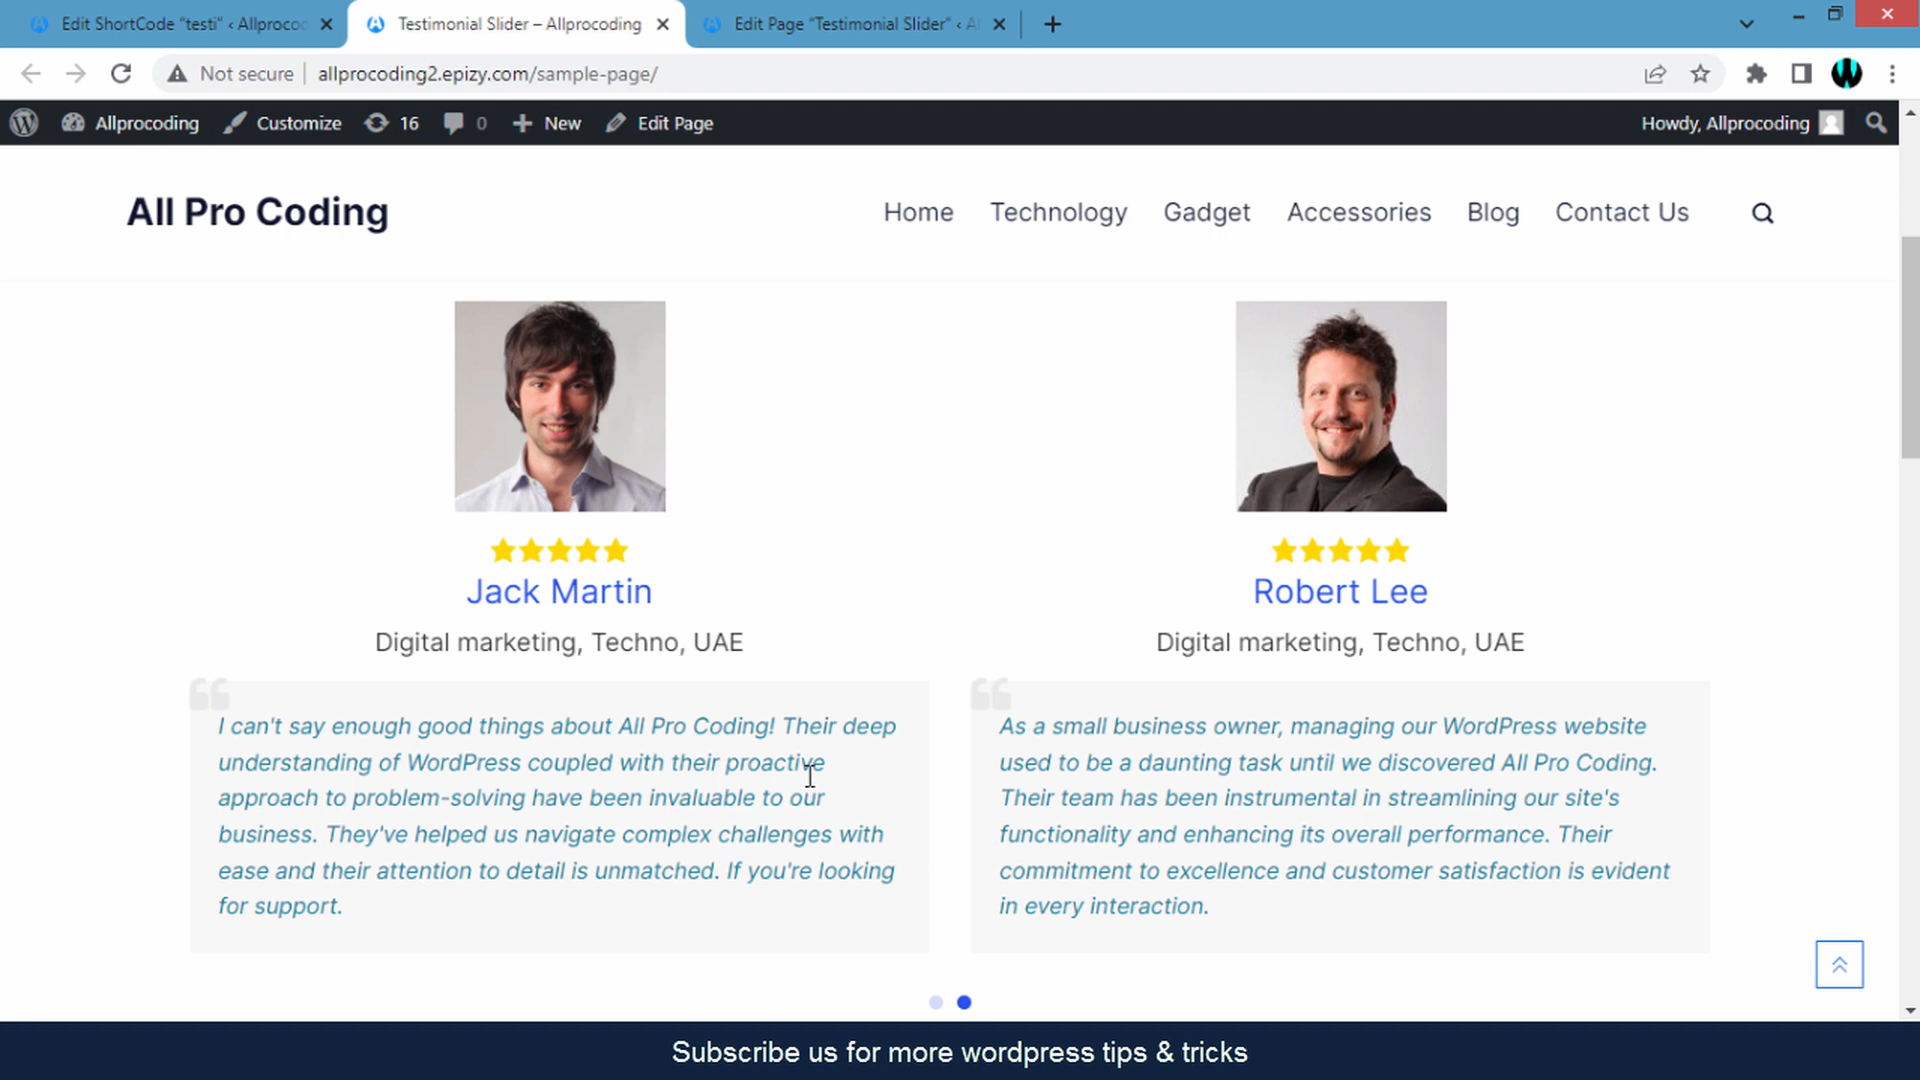 Edit ShortCode "testi" ‹ Allprocod
Testimonial Slider – Allprocoding
Edit Page "Testimonial Slider" ‹ Al
Not secure
allprocoding2.epizy.com/sample-page/
Allprocoding
Customize
16
0
New
Edit Page
Howdy, Allprocoding
All Pro Coding
Home
Technology
Gadget
Accessories
Blog
Contact Us
Jack Martin
Digital marketing, Techno, UAE
I can't say enough good things about All Pro Coding! Their deep
understanding of WordPress coupled with their proactive
approach to problem-solving have been invaluable to our
business. They've helped us navigate complex challenges with
ease and their attention to detail is unmatched. If you're looking
for support.
Robert Lee
Digital marketing, Techno, UAE
As a small business owner, managing our WordPress website
used to be a daunting task until we discovered All Pro Coding.
Their team has been instrumental in streamlining our site's
functionality and enhancing its overall performance. Their
commitment to excellence and customer satisfaction is evident
in every interaction.
Subscribe us for more wordpress tips & tricks